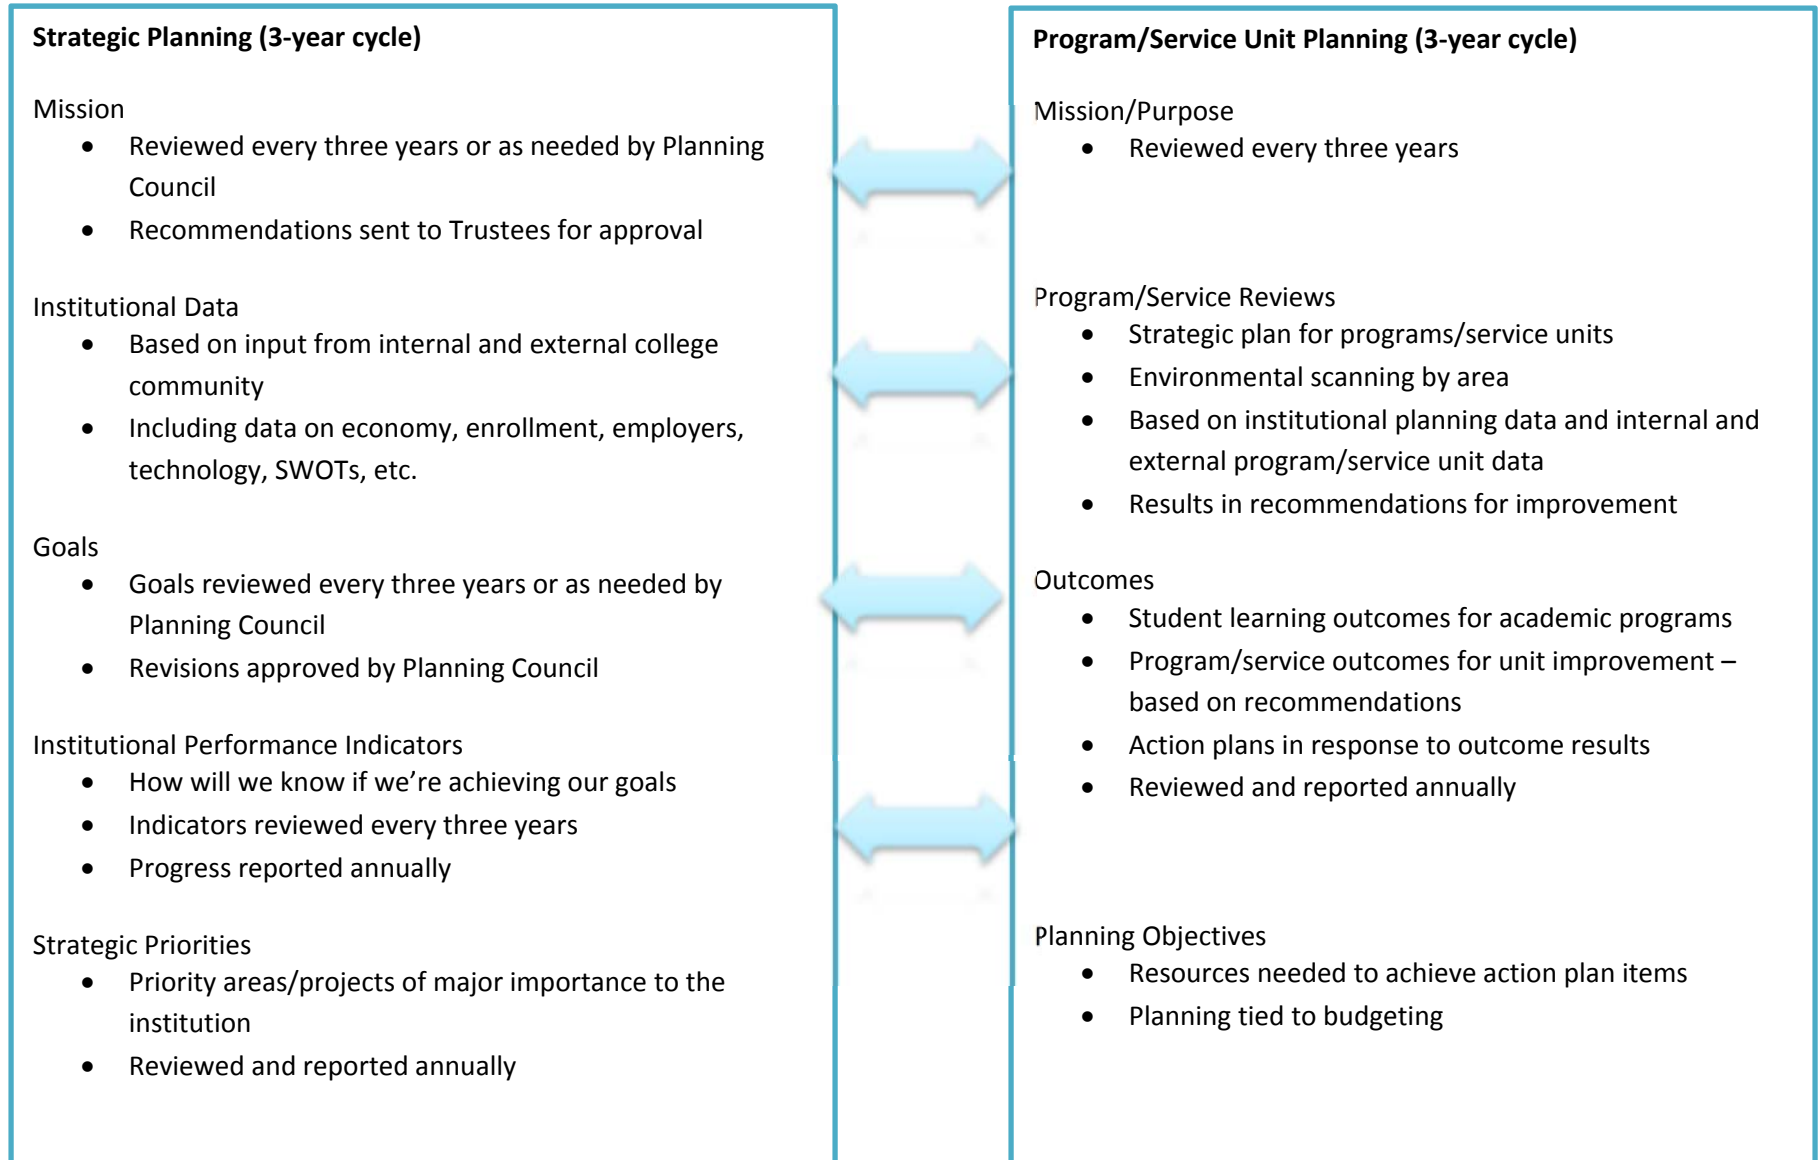 Strategic Planning (3-year cycle)
Mission
• Reviewed every three years or as needed by Planning
Council
• Recommendations sent to Trustees for approval
Institutional Data
• Based on input from internal and external college
community
• Including data on economy, enrollment, employers,
technology, SWOTs, etc.
Goals
• Goals reviewed every three years or as needed by
Planning Council
• Revisions approved by Planning Council
Institutional Performance Indicators
• How will we know if we’re achieving our goals
• Indicators reviewed every three years
• Progress reported annually
Strategic Priorities
• Priority areas/projects of major importance to the
institution
• Reviewed and reported annually
Program/Service Unit Planning (3-year cycle)
Mission/Purpose
• Reviewed every three years
Program/Service Reviews
• Strategic plan for programs/service units
• Environmental scanning by area
• Based on institutional planning data and internal and
external program/service unit data
• Results in recommendations for improvement
Outcomes
• Student learning outcomes for academic programs
• Program/service outcomes for unit improvement –
based on recommendations
• Action plans in response to outcome results
• Reviewed and reported annually
Planning Objectives
• Resources needed to achieve action plan items
• Planning tied to budgeting